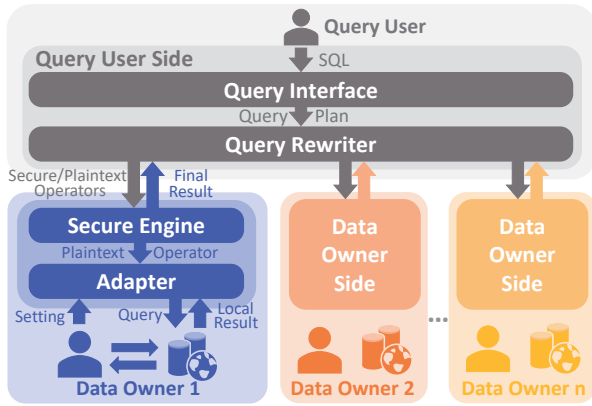 Query User
Query User Side
SQL
Query Interface
Query Plan
Query Rewriter
Secure/Plaintext
Operators
Final
Result
Secure Engine
Plaintext Operator
Adapter
Setting
Query
Local
Result
Data Owner 1
Data
Owner
Side
Data Owner 2
...
Data
Owner
Side
Data Owner n